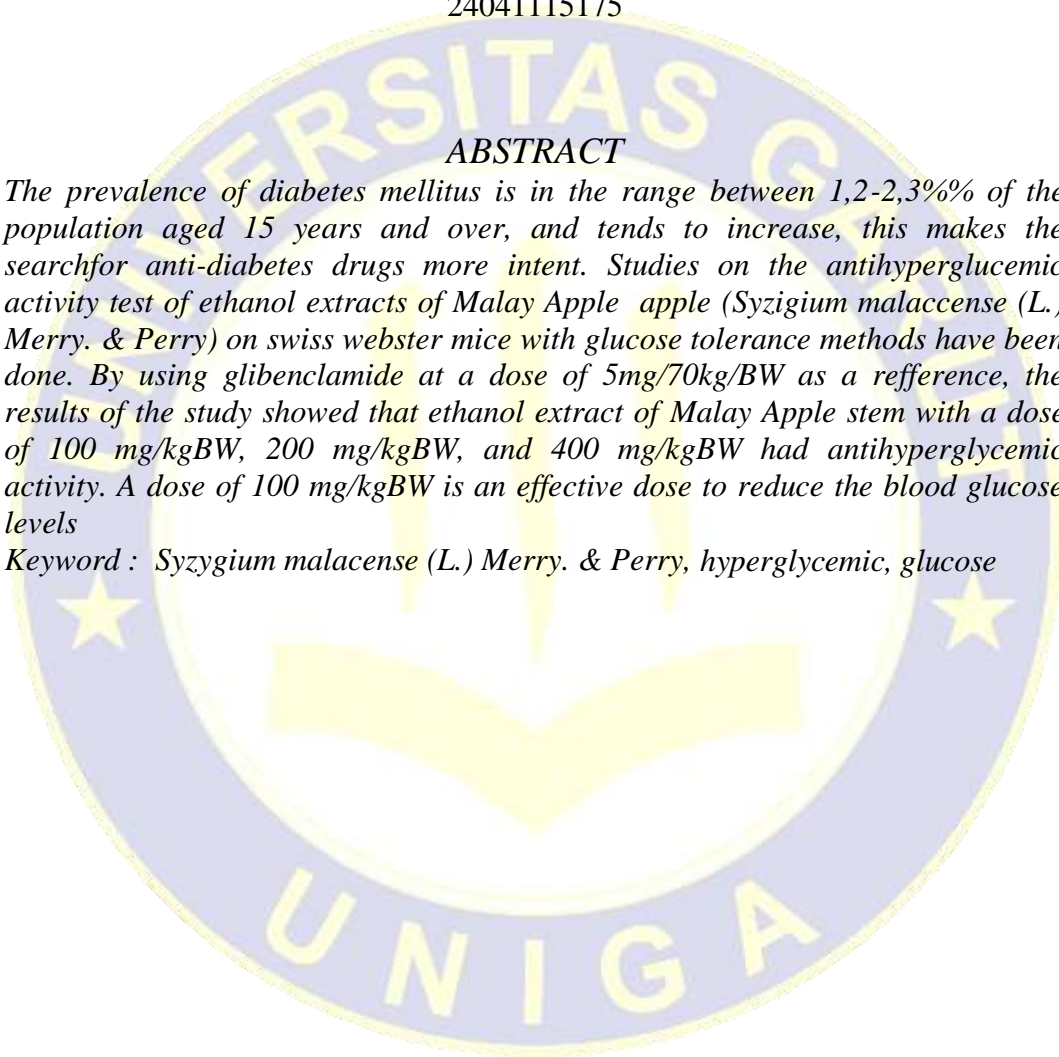 24041115175
ABSTRACT
The prevalence of diabetes mellitus is in the range between 1,2-2,3%% of the
population aged 15 years and over, and tends to increase, this makes the
searchfor anti-diabetes drugs more intent. Studies on the antihyperglucemic
activity test of ethanol extracts of Malay Apple apple (Syzigium malaccense (L.)
Merry. & Perry) on swiss webster mice with glucose tolerance methods have been
done. By using glibenclamide at a dose of 5mg/70kg/BW as a refference, the
results of the study showed that ethanol extract of Malay Apple stem with a dose
of 100 mg/kgBW, 200 mg/kgBW, and 400 mg/kgBW had antihyperglycemic
activity. A dose of 100 mg/kgBW is an effective dose to reduce the blood glucose
levels
Keyword : Syzygium malacense (L.) Merry. & Perry, hyperglycemic, glucose
UNIVERSITAS GARUT
UNIGA